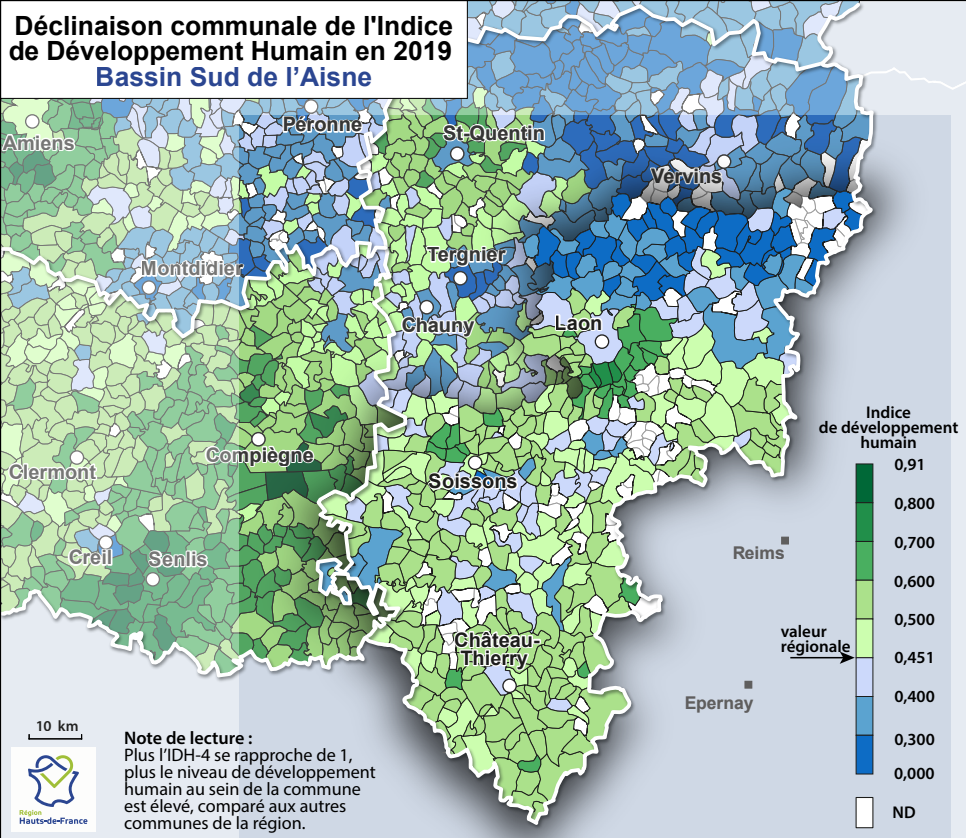 Déclinaison communale de l'Indice
de Développement Humain en 2019
Bassin Sud de l'Aisne
Amiens
Péronne
St-Quentin
Vervins
Montdidier
Tergnier
Chauny
Laon
Clermont
Compiègne
Soissons
Creil
Senlis
Reims
Château-
Thierry
Epernay
Indice
de développement
humain
0,91
0,800
0,700
0,600
0,500
valeur
régionale
0,451
0,400
0,300
0,000
ND
10 km
Région
Hauts-de-France
Note de lecture :
Plus l'IDH-4 se rapproche de 1,
plus le niveau de développement
humain au sein de la commune
est élevé, comparé aux autres
communes de la région.